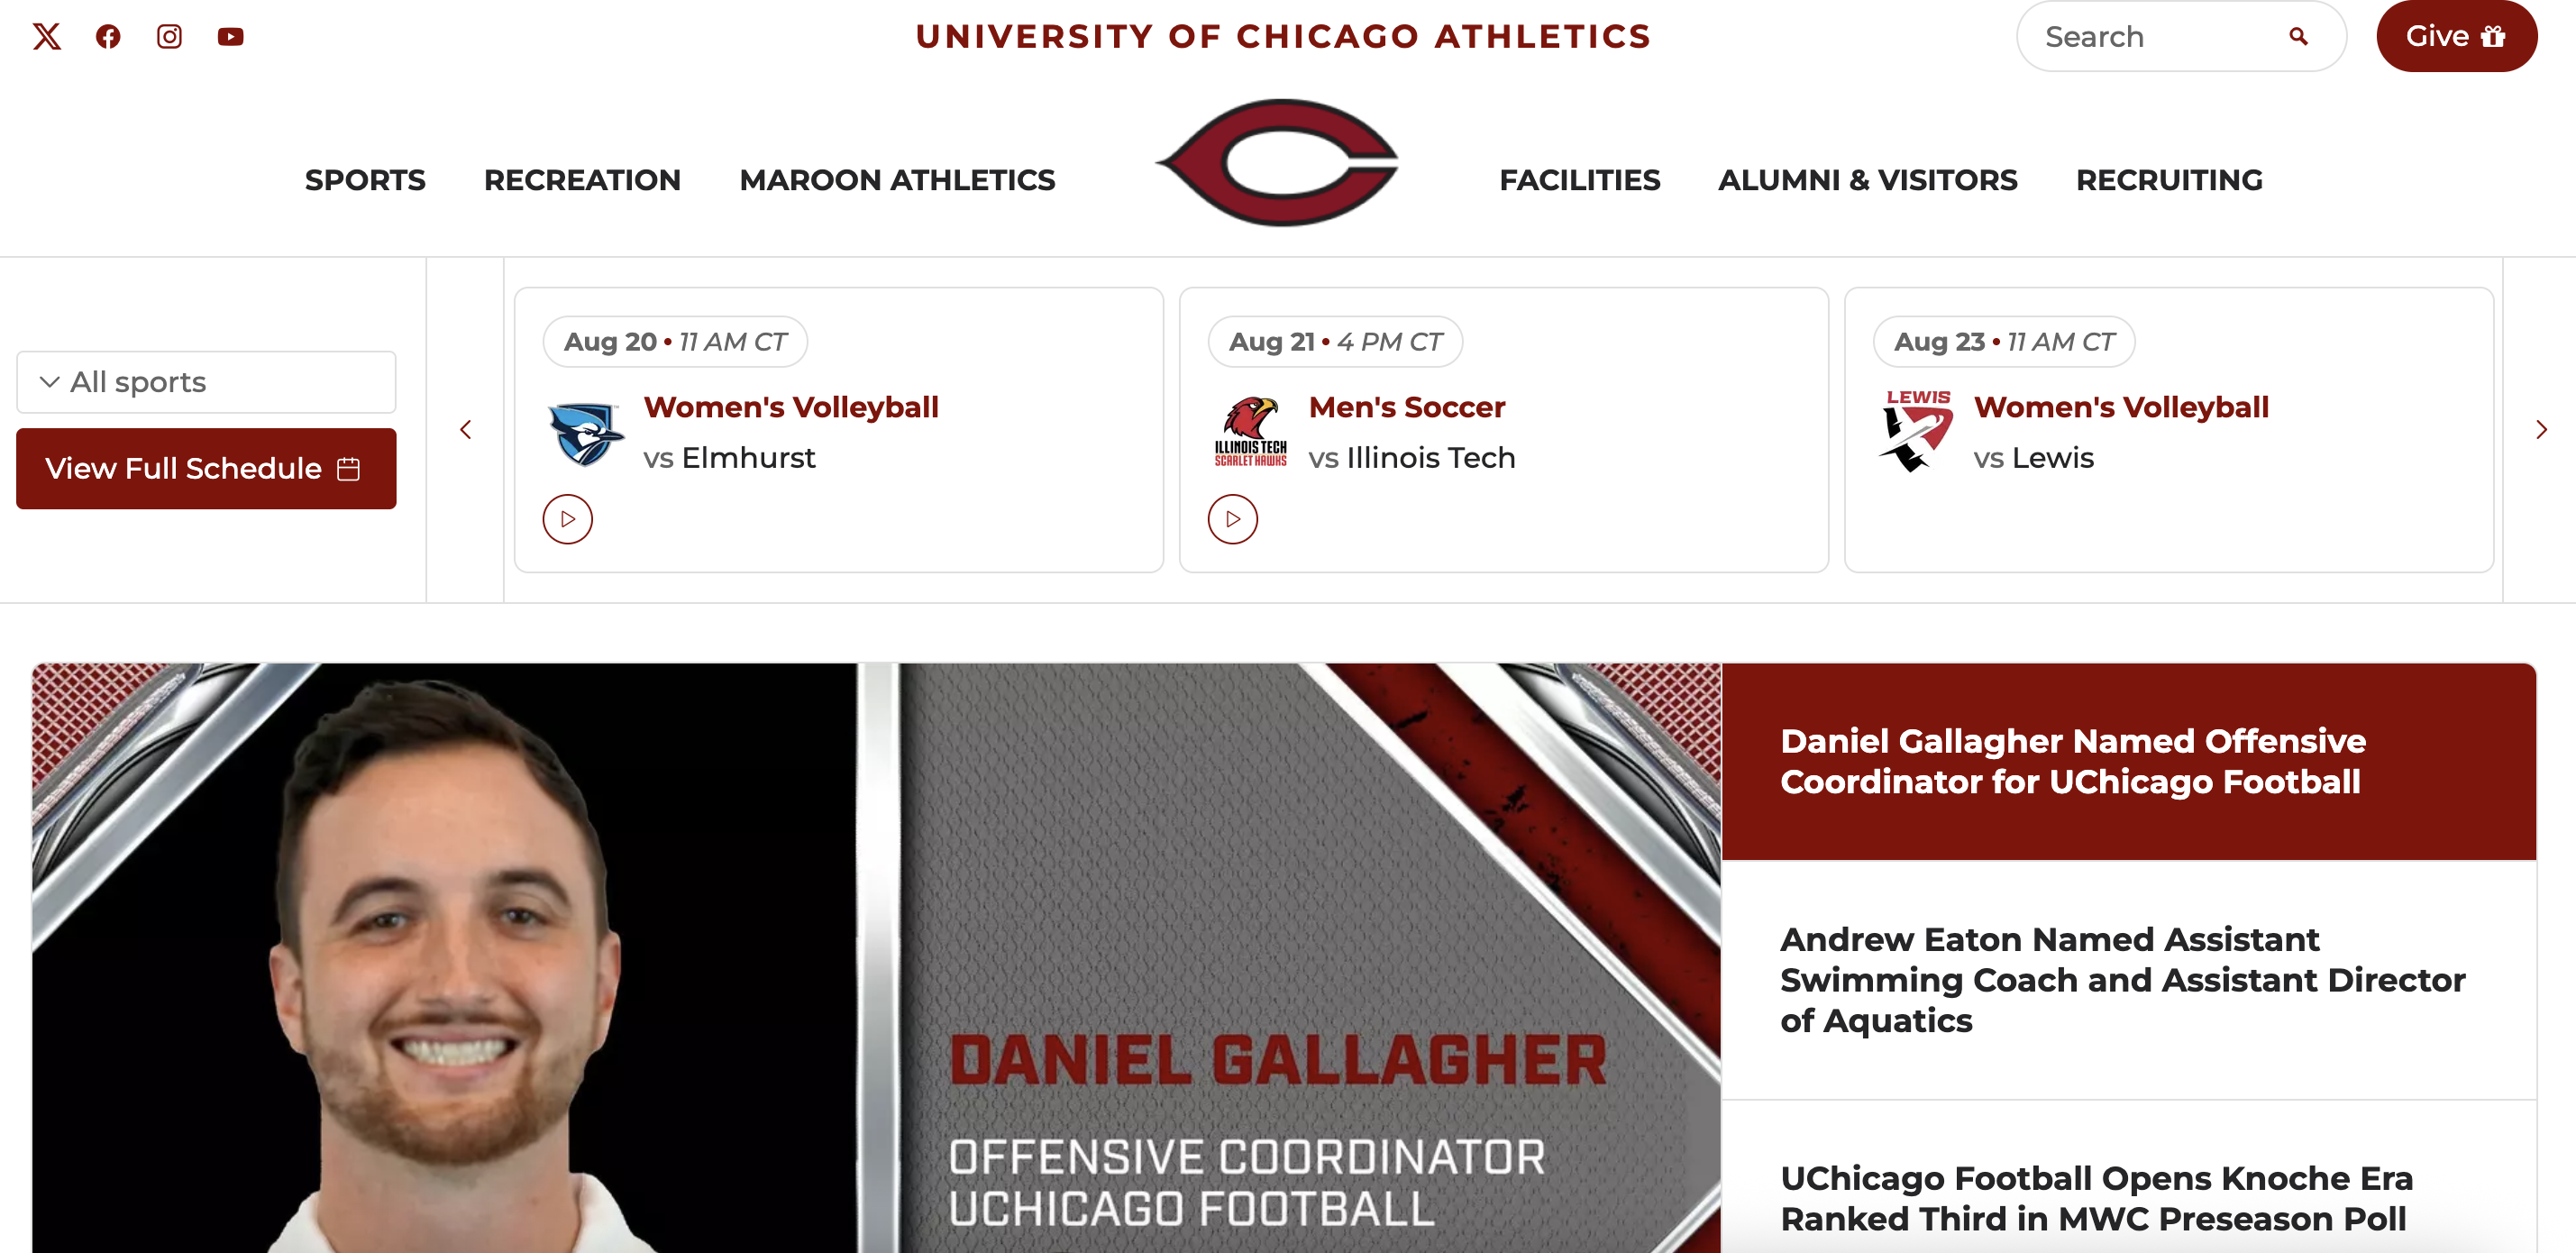 UNIVERSITY OF CHICAGO ATHLETICS
Search
Give
SPORTS
RECREATION
MAROON ATHLETICS
FACILITIES
ALUMNI & VISITORS
RECRUITING
All sports
View Full Schedule
Aug 20 • 11 AM CT
Women's Volleyball
vs Elmhurst
Aug 21 • 4 PM CT
ILLINOIS TECH
SCARLET HAWKS
Men's Soccer
vs Illinois Tech
Aug 23 • 11 AM CT
LEWIS
Women's Volleyball
vs Lewis
DANIEL GALLAGHER
OFFENSIVE COORDINATOR
UCHICAGO FOOTBALL
Daniel Gallagher Named Offensive
Coordinator for UChicago Football
Andrew Eaton Named Assistant
Swimming Coach and Assistant Director
of Aquatics
UChicago Football Opens Knoche Era
Ranked Third in MWC Preseason Poll